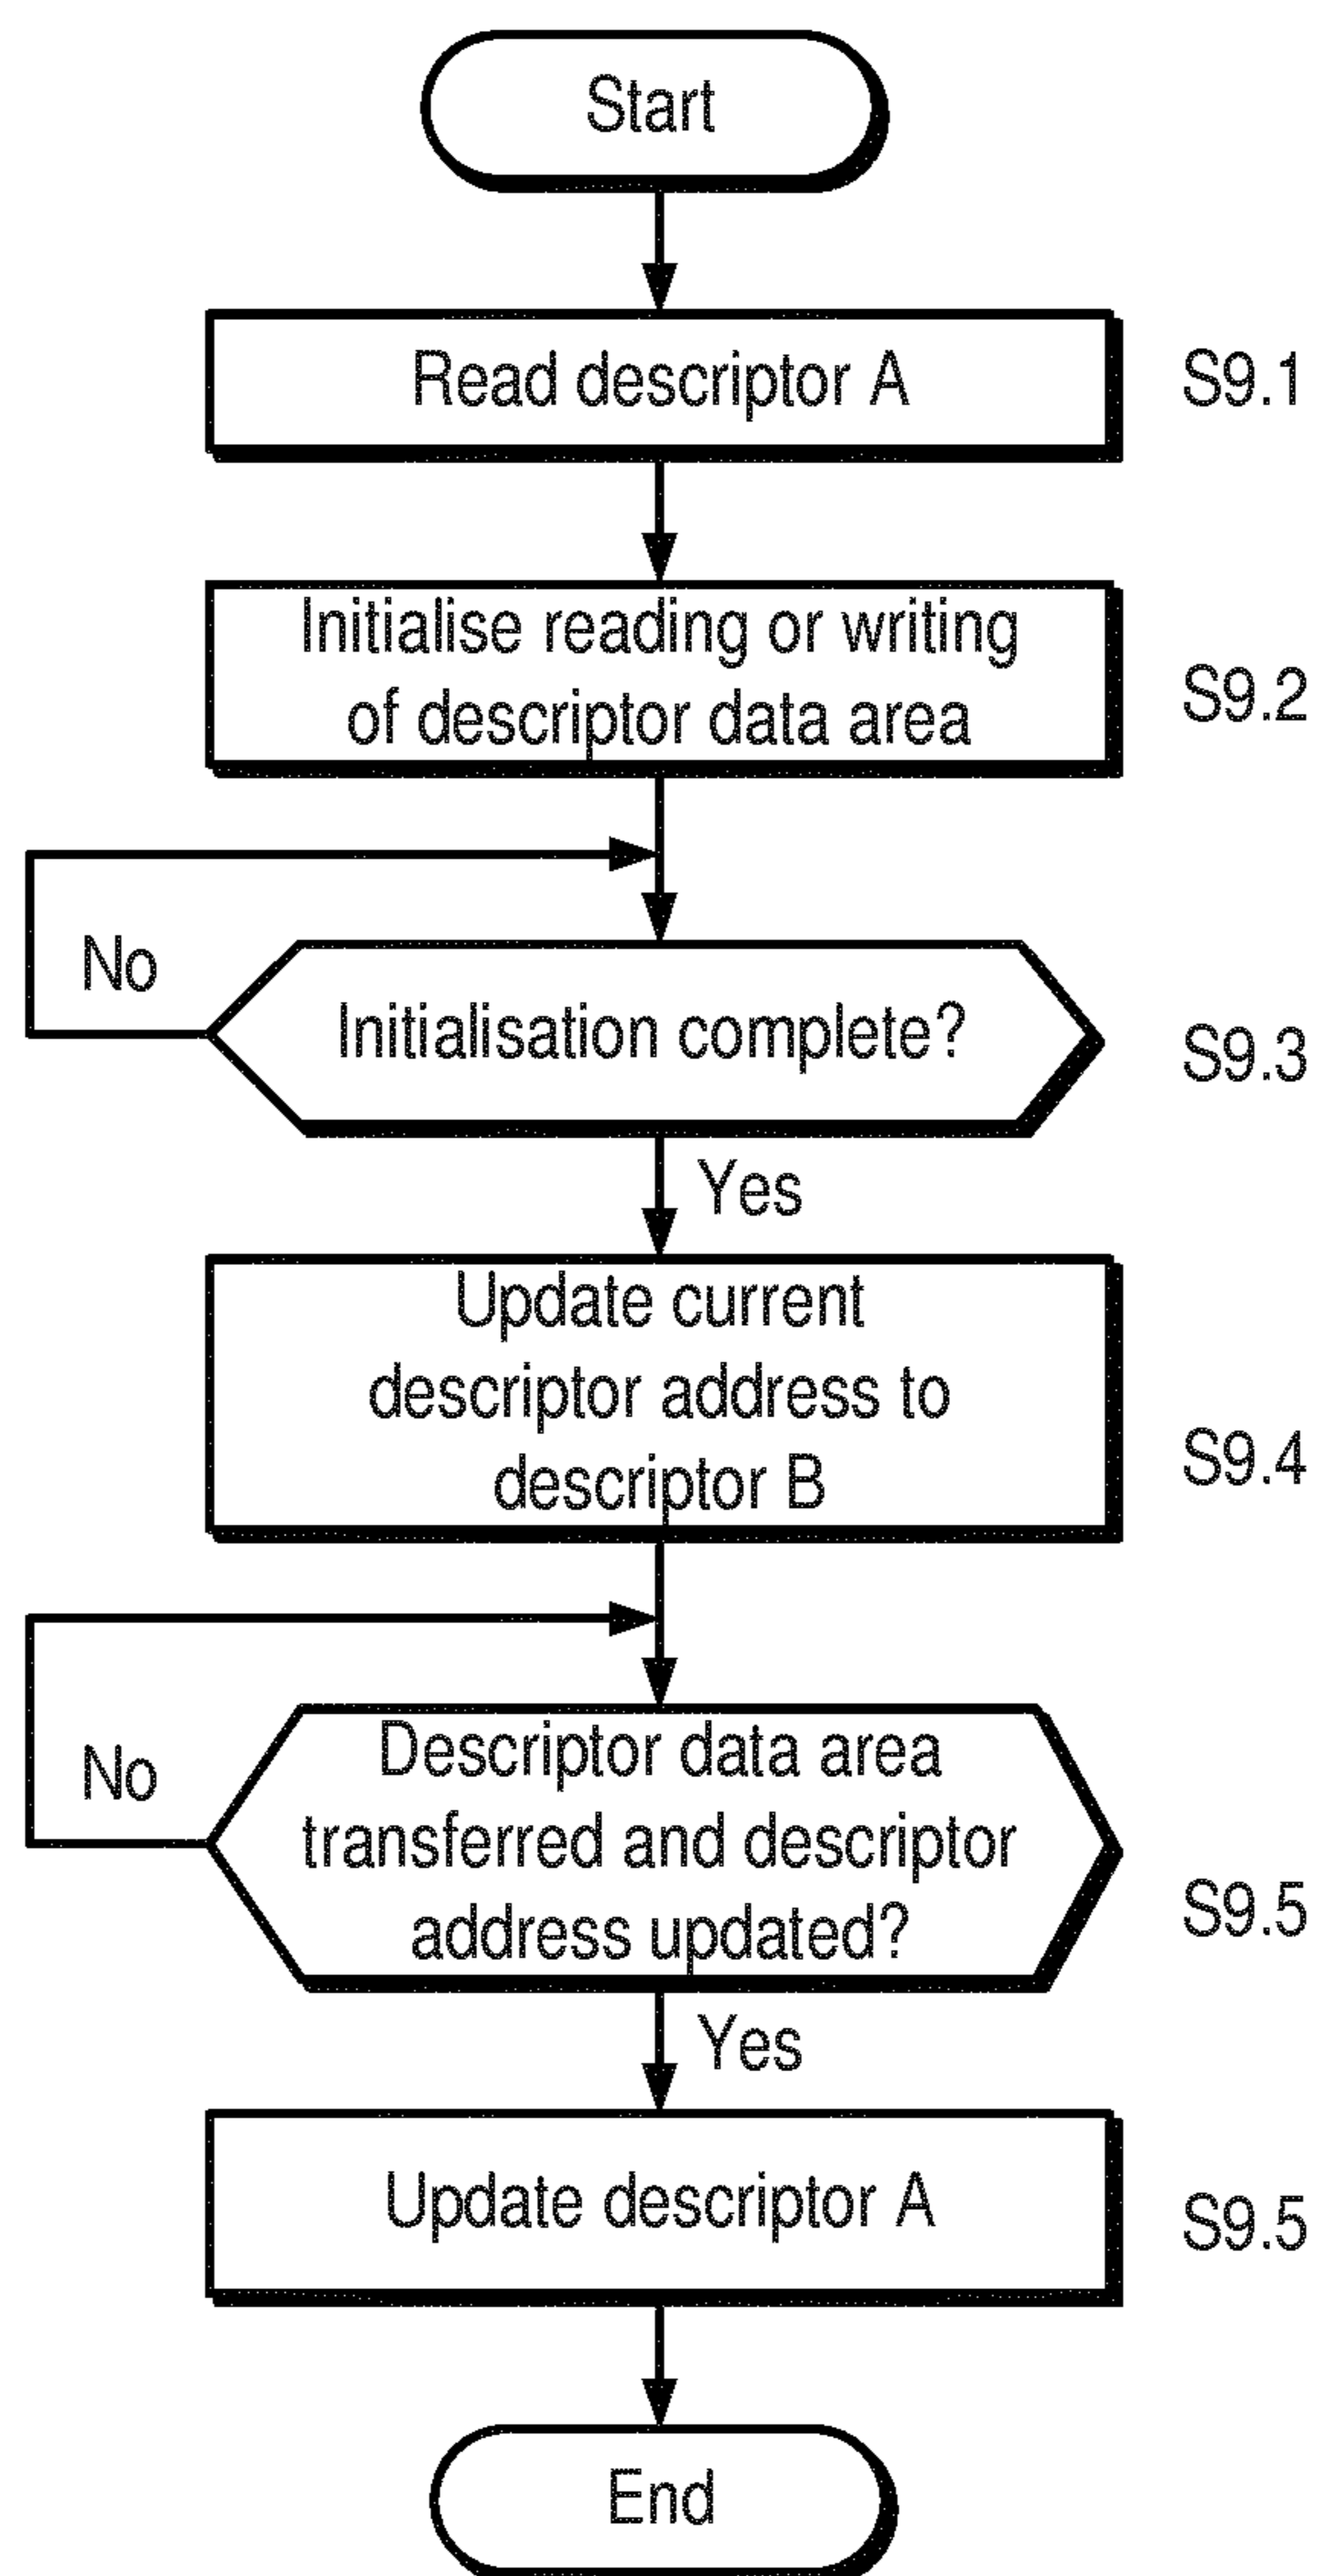 Start
Read descriptor A
S9.1
Initialise reading or writing
of descriptor data area
S9.2
No
Initialisation complete?
S9.3
Yes
Update current
descriptor address to
descriptor B
S9.4
No
Descriptor data area
transferred and descriptor
address updated?
S9.5
Yes
Update descriptor A
S9.5
End